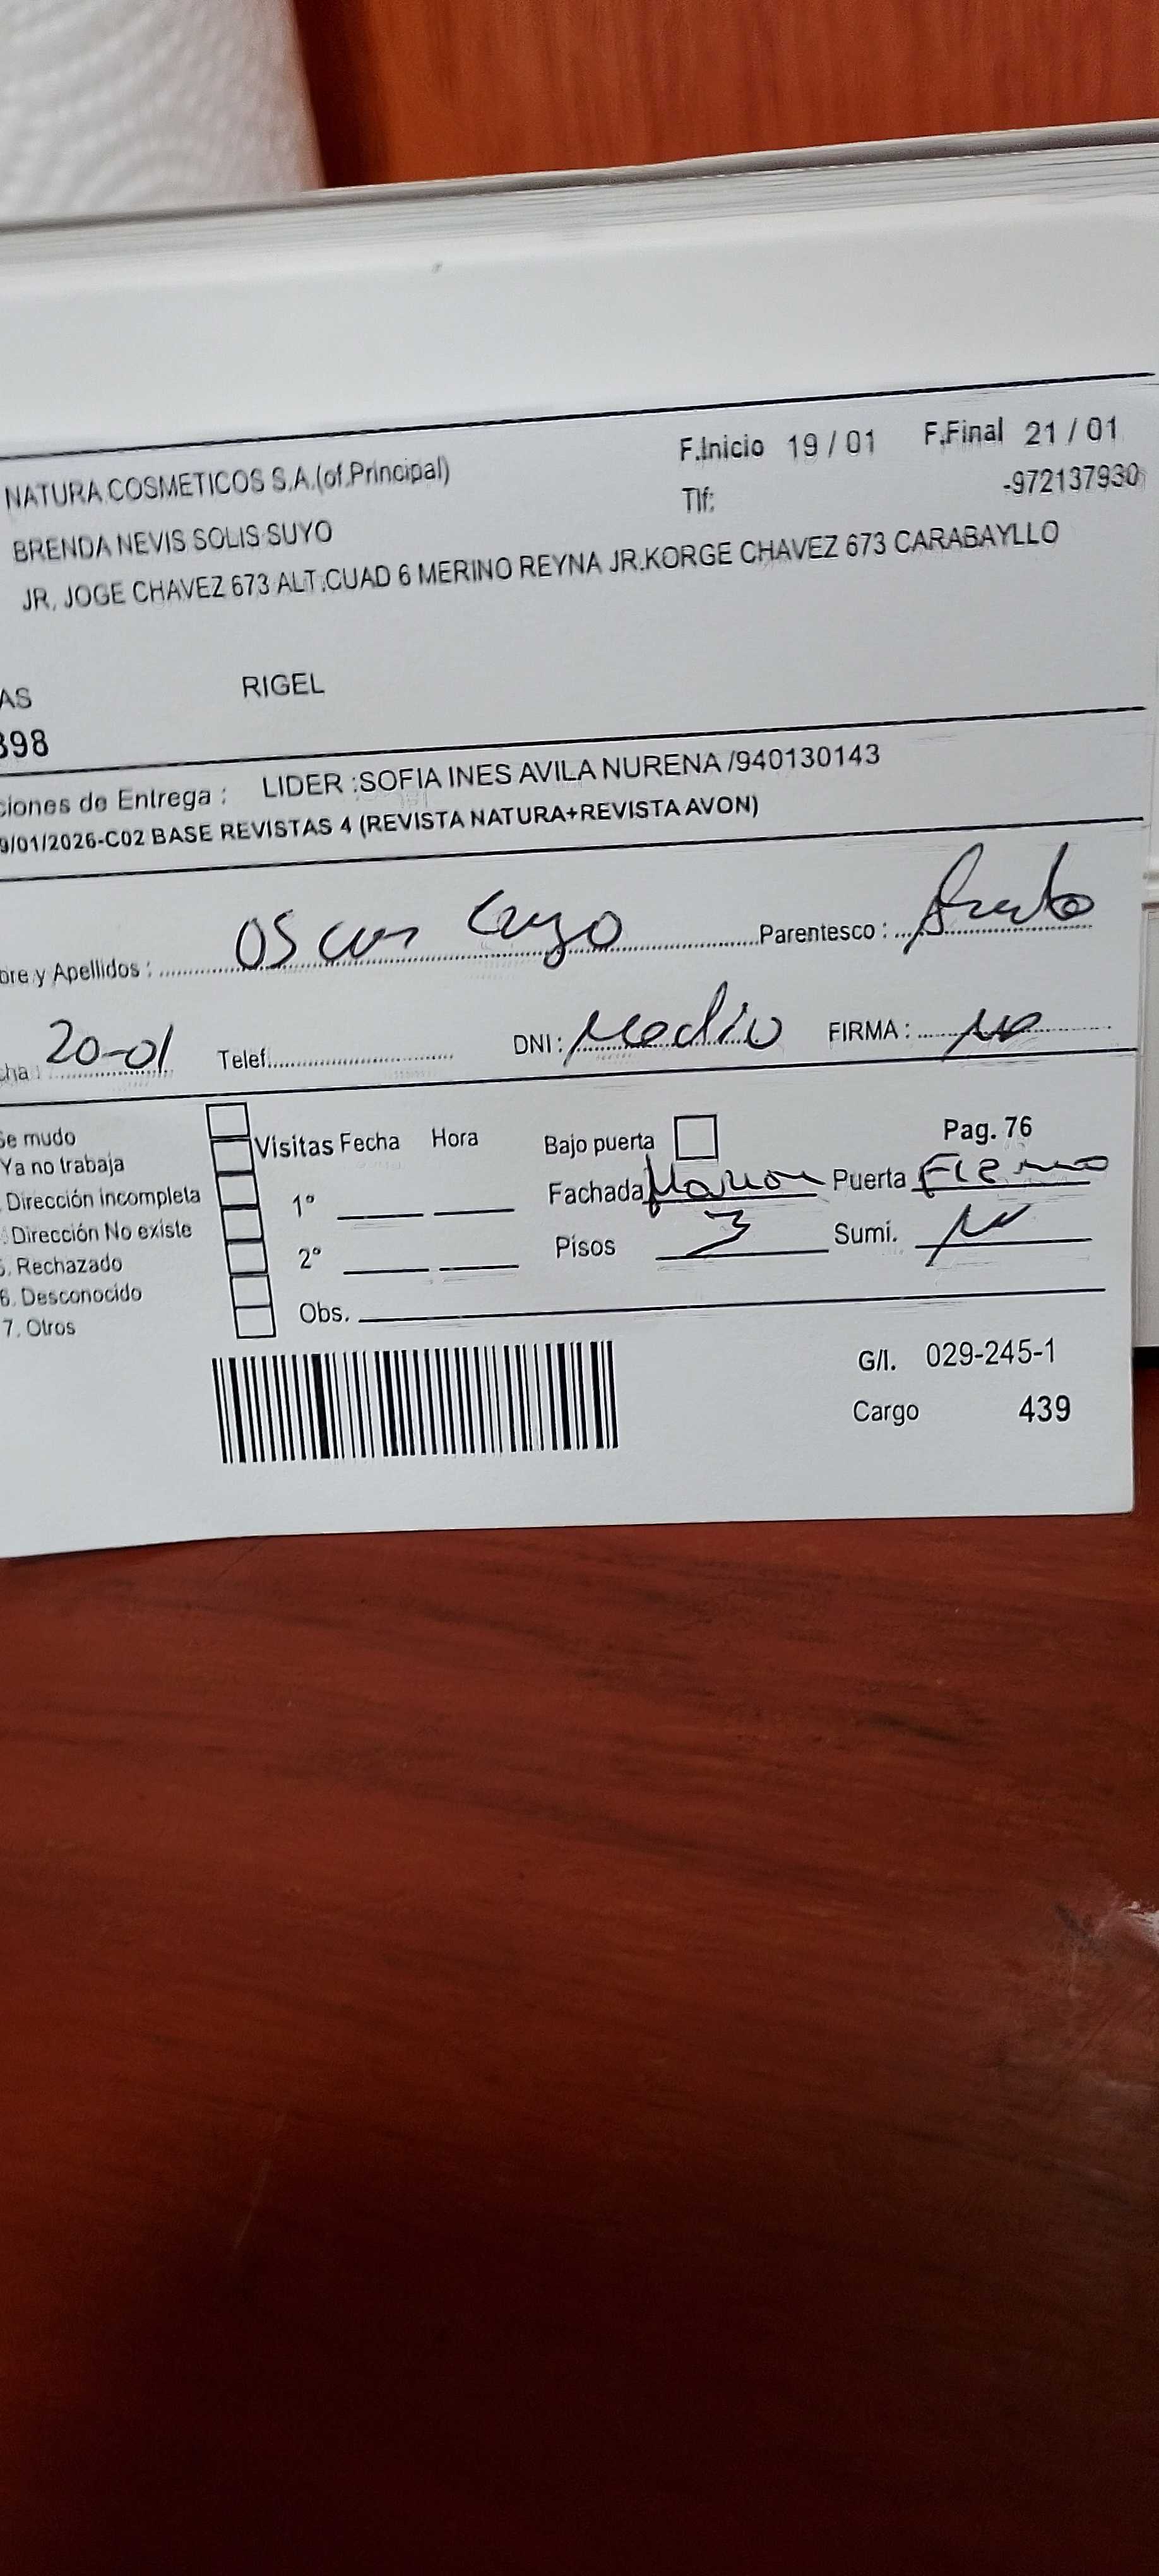 F.Inicio 19 / 01 F.Final 21 / 01
NATURA COSMETICOS S.A.(of.Principal) Tlf: -972137930
BRENDA NEVIS SOLIS SUYO
JR. JOGE CHAVEZ 673 ALT.CUAD 6 MERINO REYNA JR.KORGE CHAVEZ 673 CARABAYLLO
AS RIGEL
398
ciones de Entrega : LIDER :SOFIA INES AVILA NURENA /940130143
9/01/2026-C02 BASE REVISTAS 4 (REVISTA NATURA+REVISTA AVON)
bre y Apellidos : Oscar Parentesco :
cha : 20-01 Telef. DNI : FIRMA : No
Se mudo Visitas Fecha Hora Bajo puerta Pag. 76
Ya no trabaja
Dirección incompleta 1° Fachada Marron Puerta Fierro
Dirección No existe
5. Rechazado 2° Pisos 3 Sumi.
6. Desconocido
7. Otros Obs.
G/I. 029-245-1
Cargo 439